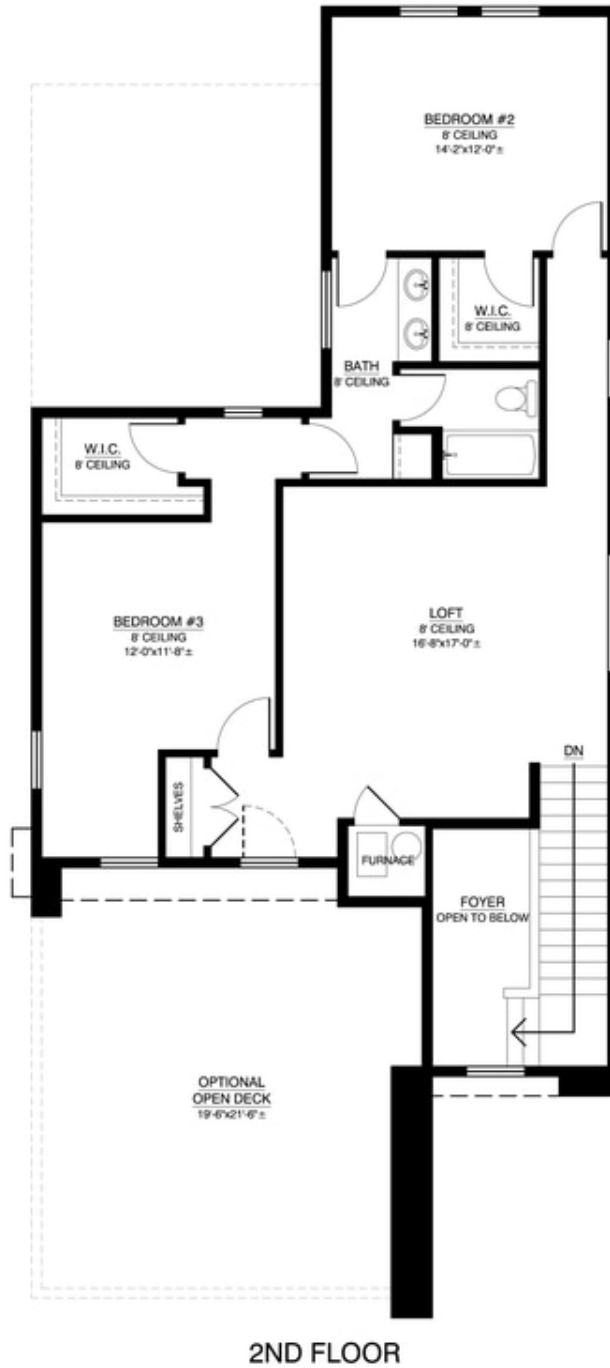 BEDROOM #2
8' CEILING
14'-2"x12'-0"±
W.I.C.
8' CEILING
BATH
8' CEILING
W.I.C.
8' CEILING
BEDROOM #3
8' CEILING
12'-0"x11'-8"±
LOFT
8' CEILING
16'-8"x17'-0"±
DN
SHELVES
FURNACE
FOYER
OPEN TO BELOW
OPTIONAL
OPEN DECK
19'-6"x21'-6"±
2ND FLOOR